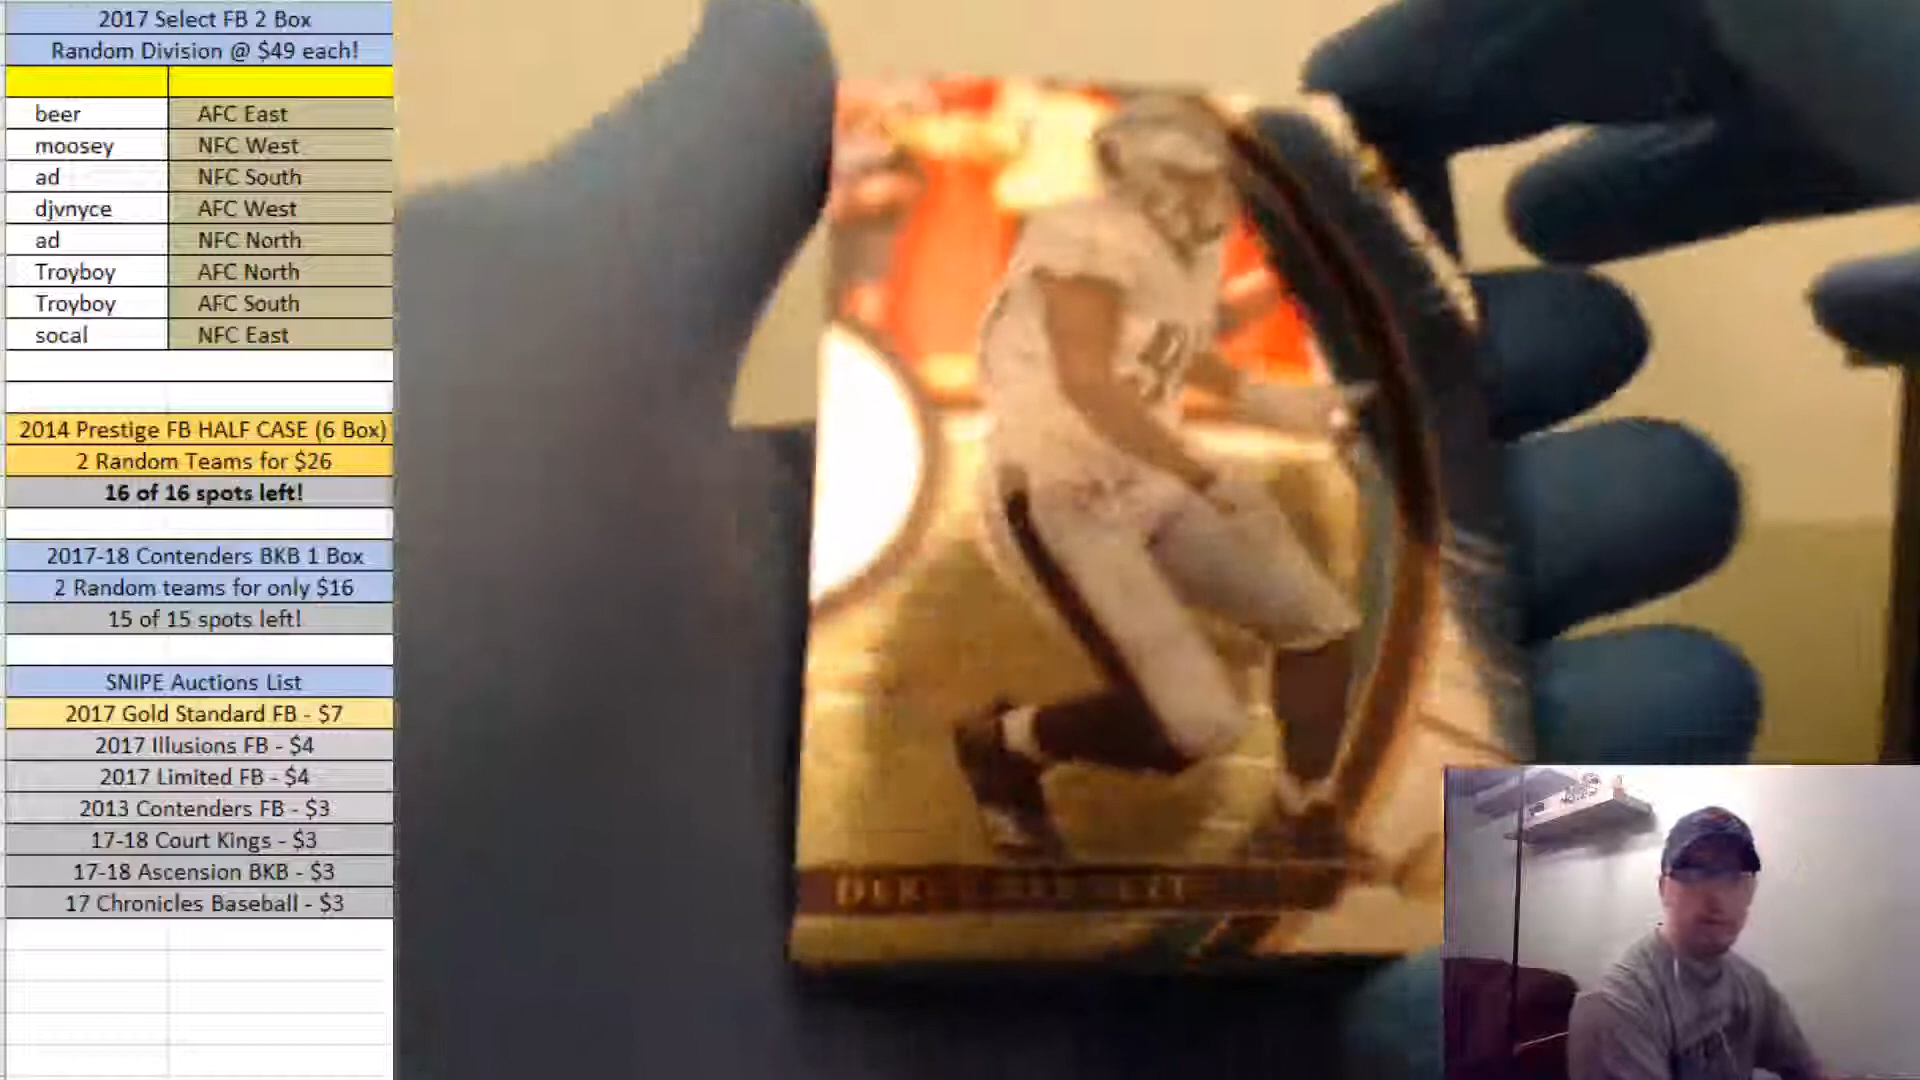 2017 Select FB 2 Box
Random Division @ $49 each!
beer AFC East
moosey NFC West
ad NFC South
djvnyce AFC West
ad NFC North
Troyboy AFC North
Troyboy AFC South
socal NFC East
2014 Prestige FB HALF CASE (6 Box)
2 Random Teams for $26
16 of 16 spots left!
2017-18 Contenders BKB 1 Box
2 Random teams for only $16
15 of 15 spots left!
SNIPE Auctions List
2017 Gold Standard FB - $7
2017 Illusions FB - $4
2017 Limited FB - $4
2013 Contenders FB - $3
17-18 Court Kings - $3
17-18 Ascension BKB - $3
17 Chronicles Baseball - $3